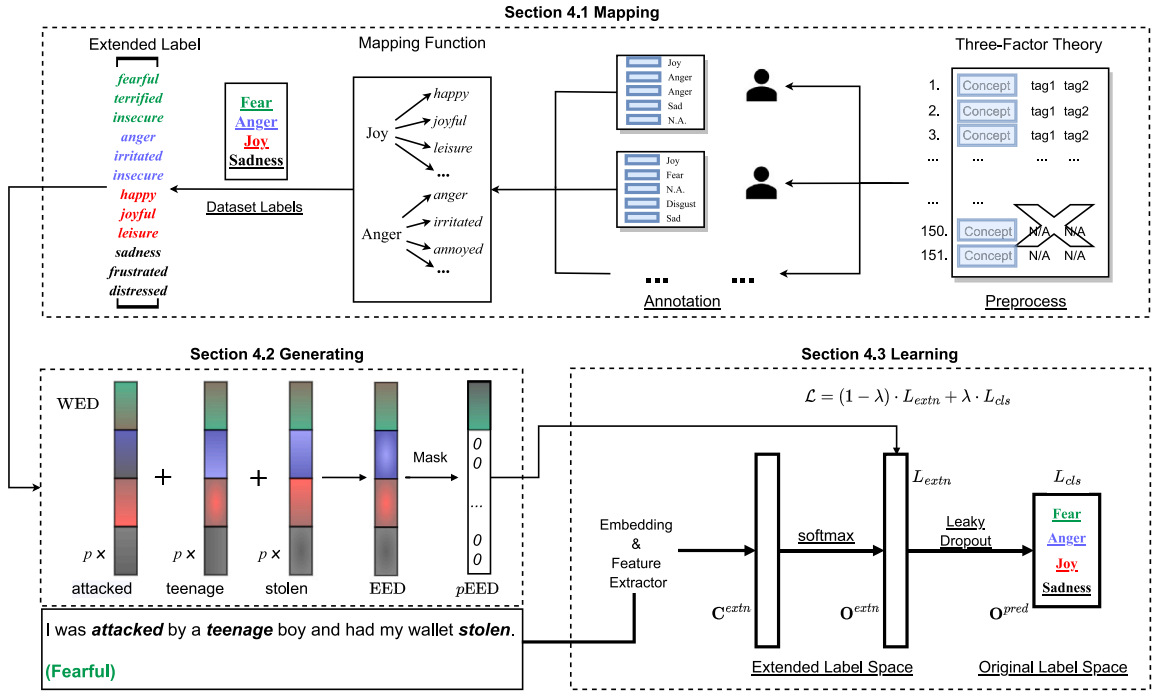 Section 4.1 Mapping
Extended Label
fearful
terrified
insecure
anger
irritated
insecure
happy
joyful
leisure
sadness
frustrated
distressed
Fear
Anger
Joy
Sadness
Dataset Labels
Mapping Function
Joy
happy
joyful
leisure
...
Anger
anger
irritated
annoyed
...
Joy
Anger
Anger
Sad
N.A.
Joy
Fear
N.A.
Disgust
Sad
... ...
Annotation
Three-Factor Theory
1. Concept tag1 tag2
2. Concept tag1 tag2
3. Concept tag1 tag2
... ... ... ...
... ...
150. Concept N/A N/A
151. Concept N/A N/A
Preprocess
Section 4.2 Generating
WED
+ +
Mask
0
0
...
0
0
p × p × p ×
attacked teenage stolen EED pEED
I was attacked by a teenage boy and had my wallet stolen.
(Fearful)
Section 4.3 Learning
ℒ = (1 − λ) · L_extn + λ · L_cls
Embedding
&
Feature
Extractor
softmax
L_extn
Leaky
Dropout
L_cls
Fear
Anger
Joy
Sadness
C^extn O^extn O^pred
Extended Label Space Original Label Space